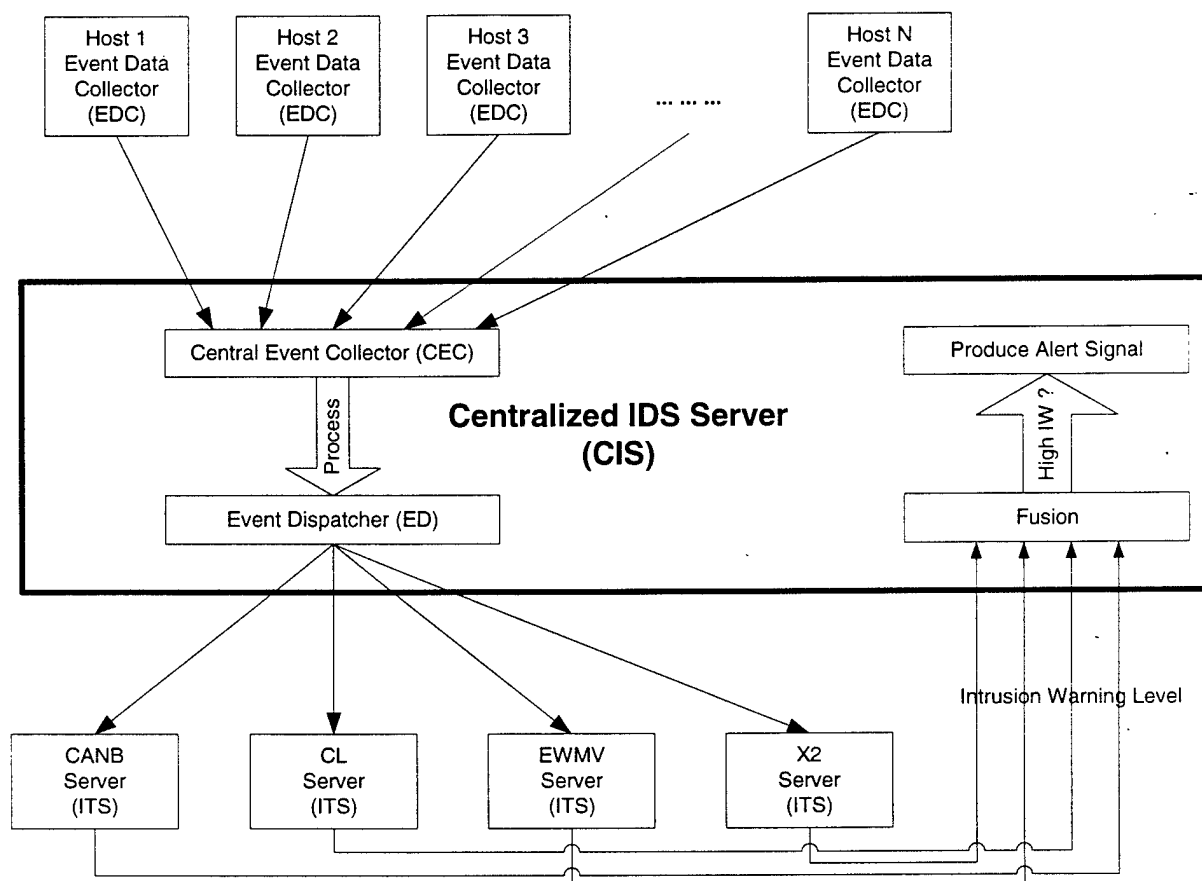 Host 1
Event Data
Collector
(EDC)
Host 2
Event Data
Collector
(EDC)
Host 3
Event Data
Collector
(EDC)
... ... ...
Host N
Event Data
Collector
(EDC)
Central Event Collector (CEC)
Process
Event Dispatcher (ED)
Centralized IDS Server
(CIS)
Produce Alert Signal
High IW ?
Fusion
Intrusion Warning Level
CANB
Server
(ITS)
CL
Server
(ITS)
EWMV
Server
(ITS)
X2
Server
(ITS)